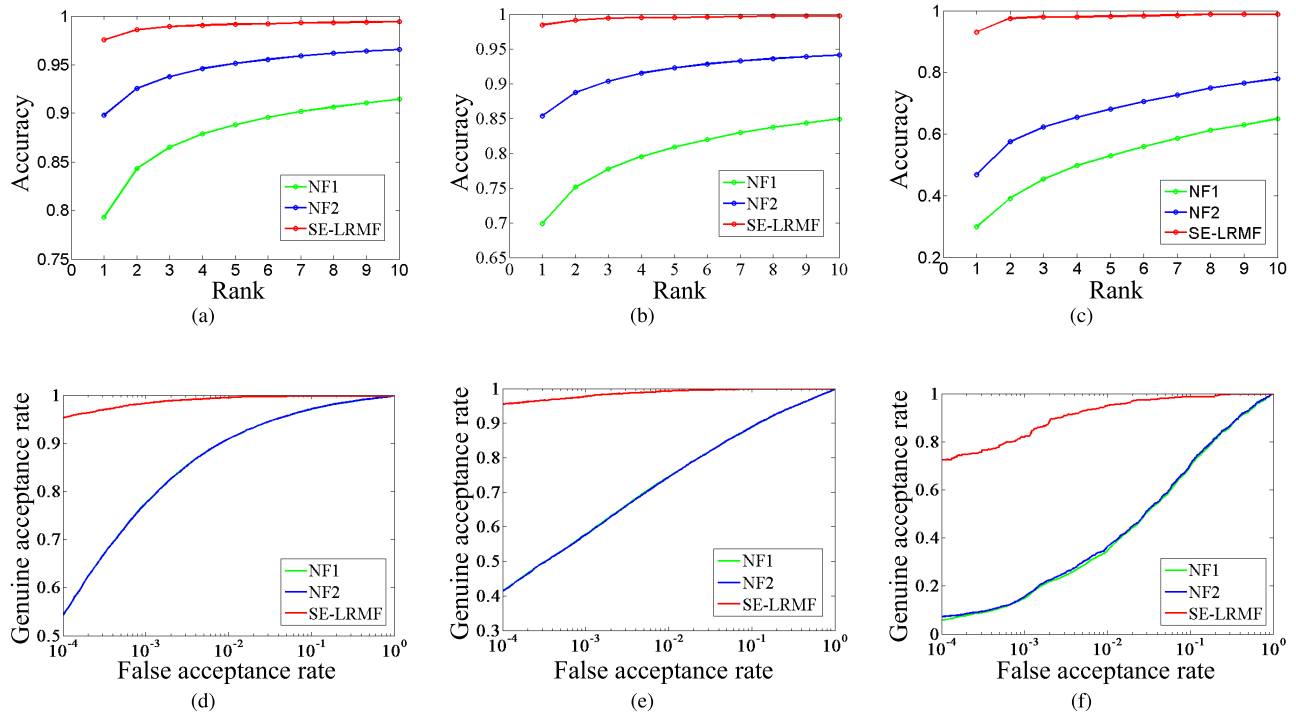 1
0.95
0.9
0.85
0.8
0.75
Accuracy
0 1 2 3 4 5 6 7 8 9 10
Rank
NF1
NF2
SE-LRMF
(a)
1
0.95
0.9
0.85
0.8
0.75
0.7
0.65
Accuracy
0 1 2 3 4 5 6 7 8 9 10
Rank
NF1
NF2
SE-LRMF
(b)
1
0.8
0.6
0.4
0.2
Accuracy
0 1 2 3 4 5 6 7 8 9 10
Rank
NF1
NF2
SE-LRMF
(c)
1
0.9
0.8
0.7
0.6
0.5
Genuine acceptance rate
10⁻⁴ 10⁻³ 10⁻² 10⁻¹ 10⁰
False acceptance rate
NF1
NF2
SE-LRMF
(d)
1
0.9
0.8
0.7
0.6
0.5
0.4
0.3
Genuine acceptance rate
10⁻⁴ 10⁻³ 10⁻² 10⁻¹ 10⁰
False acceptance rate
NF1
NF2
SE-LRMF
(e)
1
0.8
0.6
0.4
0.2
0
Genuine acceptance rate
10⁻⁴ 10⁻³ 10⁻² 10⁻¹ 10⁰
False acceptance rate
NF1
NF2
SE-LRMF
(f)